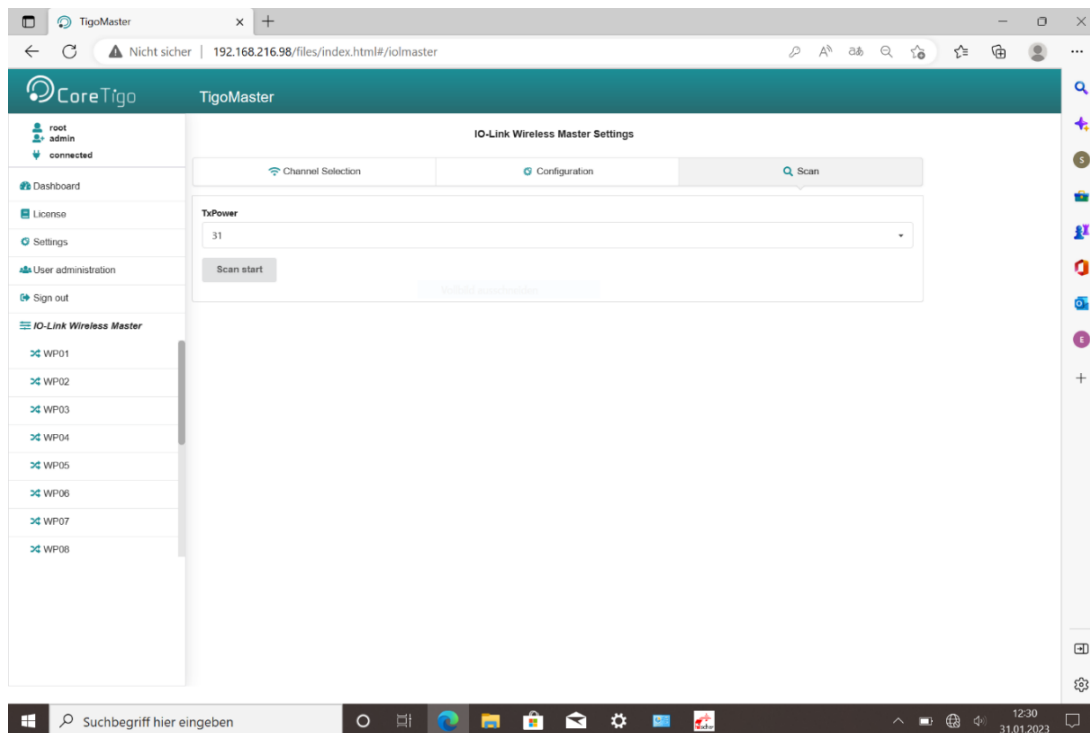 TigoMaster
Nicht sicher | 192.168.216.98/files/index.html#/iolmaster
CoreTigo
TigoMaster
root
admin
connected
IO-Link Wireless Master Settings
Channel Selection
Configuration
Scan
Dashboard
License
Settings
User administration
Sign out
IO-Link Wireless Master
WP01
WP02
WP03
WP04
WP05
WP06
WP07
WP08
TxPower
31
Scan start
S
E
Suchbegriff hier eingeben
12:30
31.01.2023